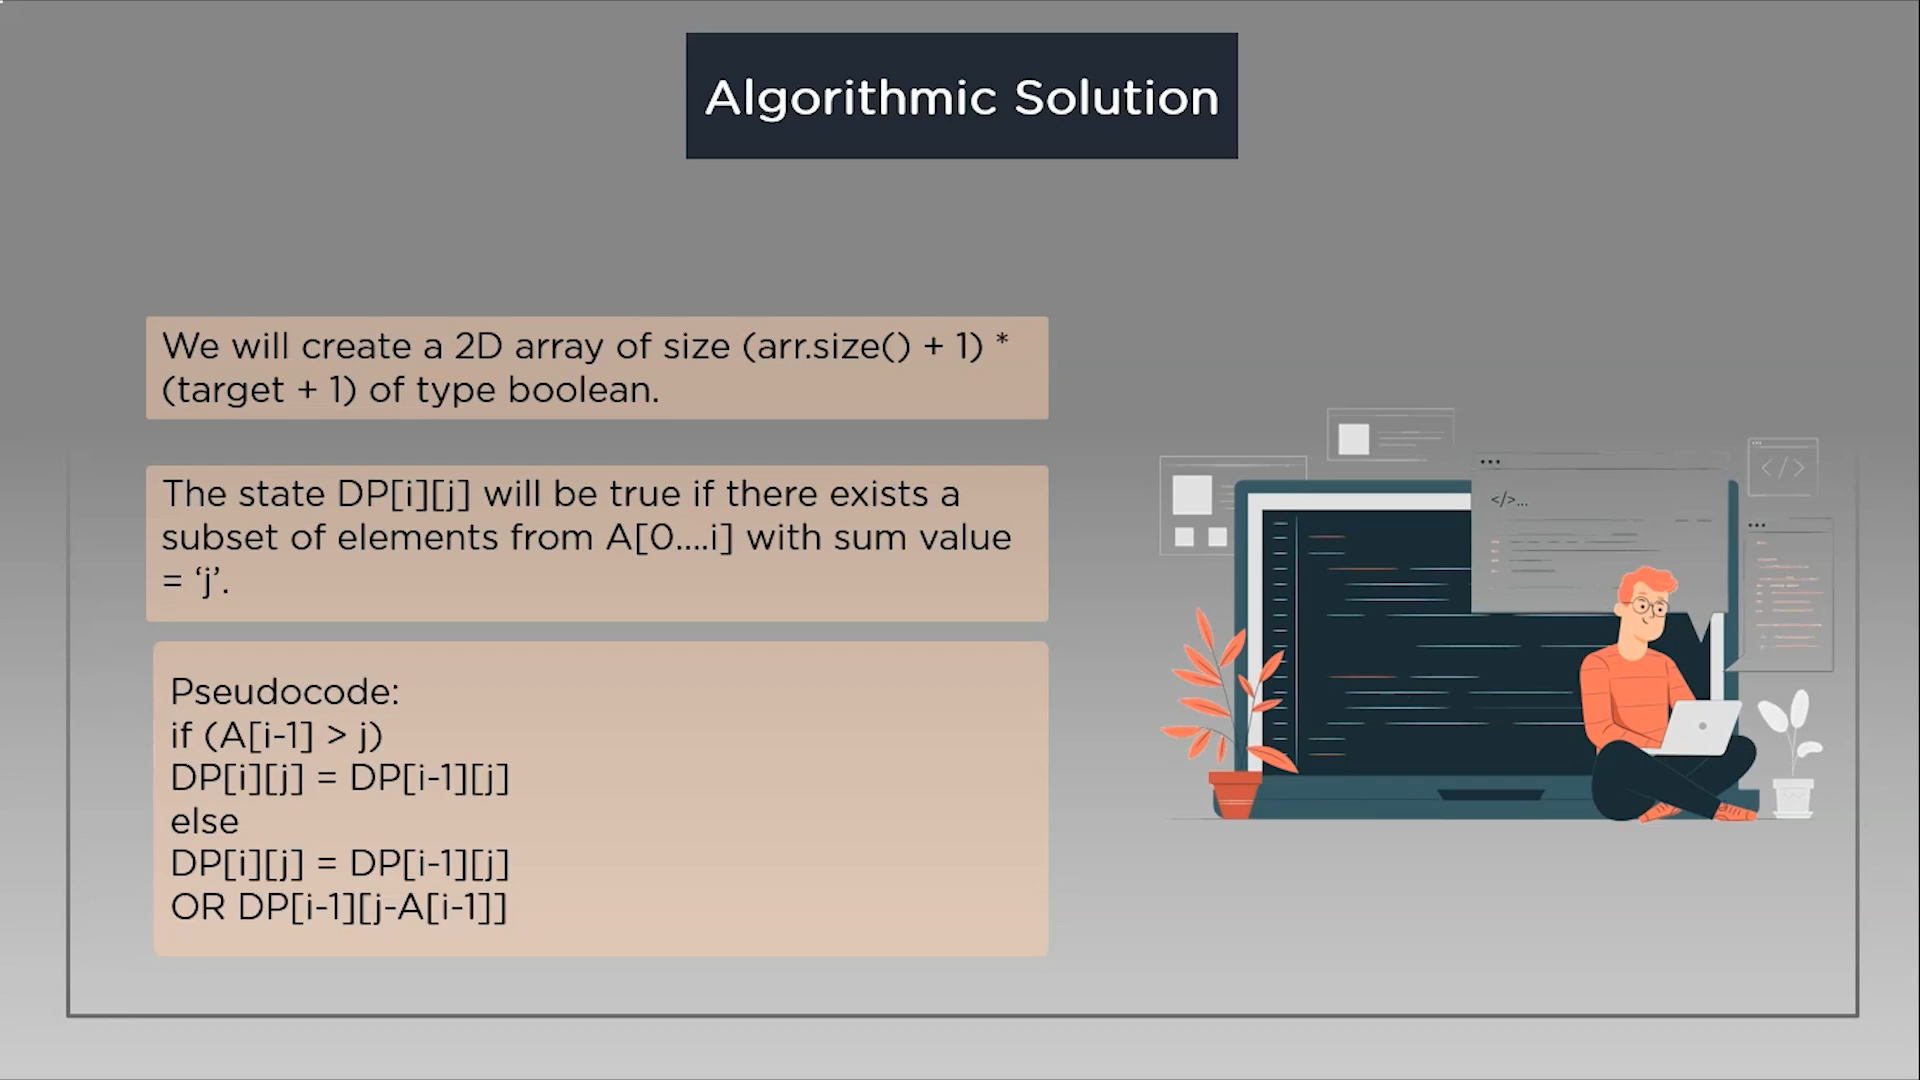 Algorithmic Solution
We will create a 2D array of size (arr.size() + 1) *
(target + 1) of type boolean.
The state DP[i][j] will be true if there exists a
subset of elements from A[0....i] with sum value
= ‘j’.
Pseudocode:
if (A[i-1] > j)
DP[i][j] = DP[i-1][j]
else
DP[i][j] = DP[i-1][j]
OR DP[i-1][j-A[i-1]]
</>
</>...